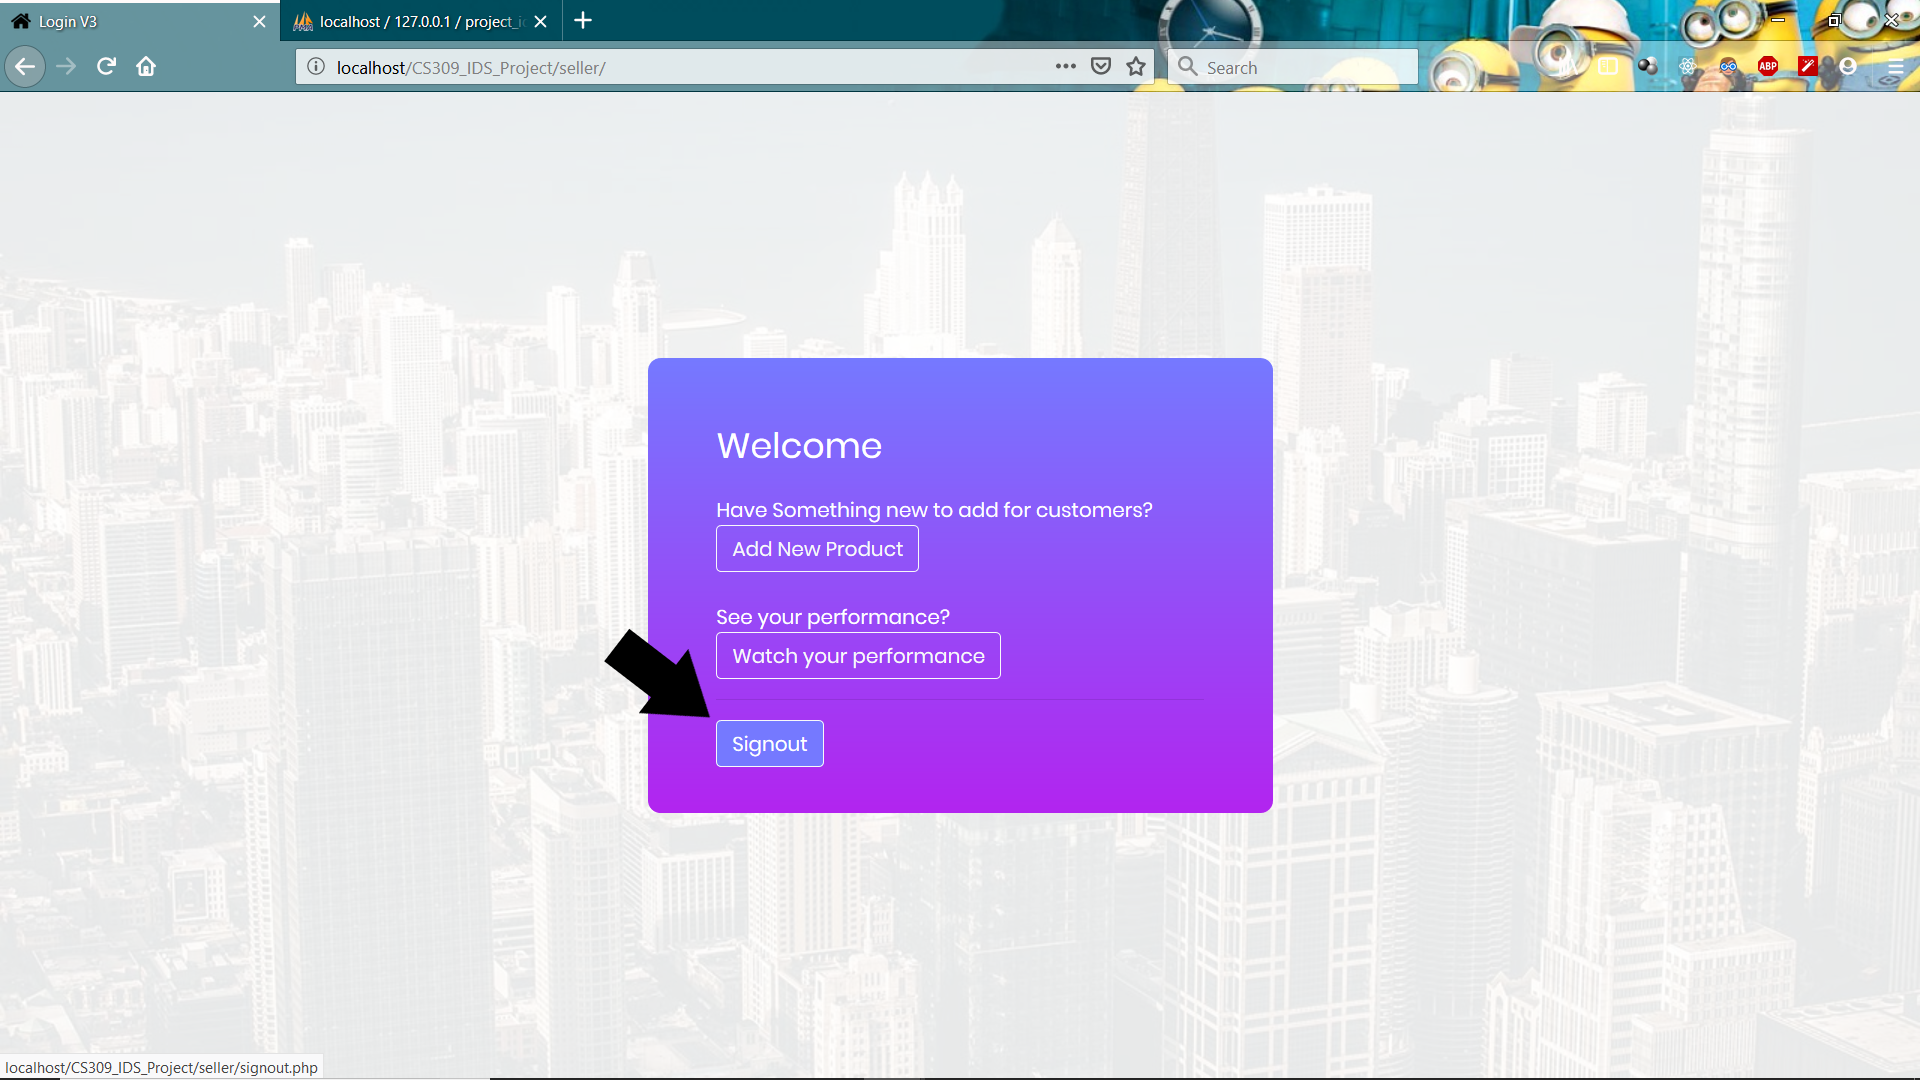 Login V3
localhost / 127.0.0.1 / project_i
localhost/CS309_IDS_Project/seller/
Search
ABP
Welcome
Have Something new to add for customers?
Add New Product
See your performance?
Watch your performance
Signout
localhost/CS309_IDS_Project/seller/signout.php